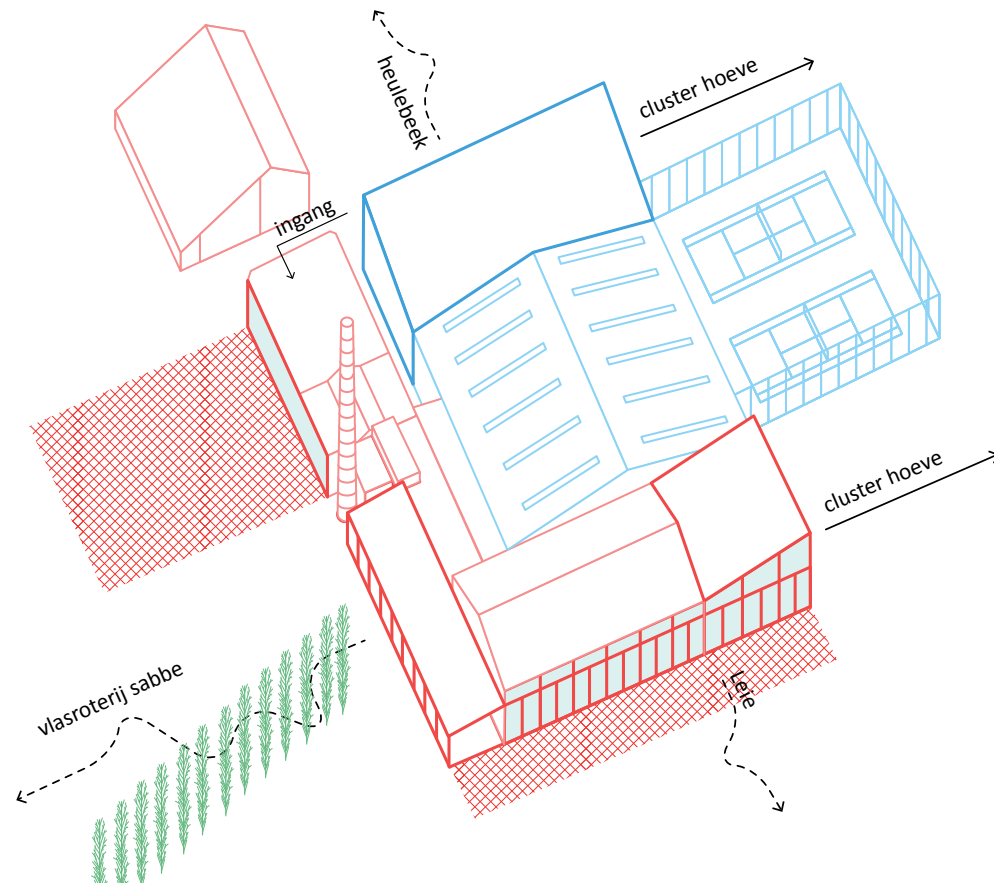 heulebeek
cluster hoeve
ingang
cluster hoeve
vlasroterij sabbe
Leie